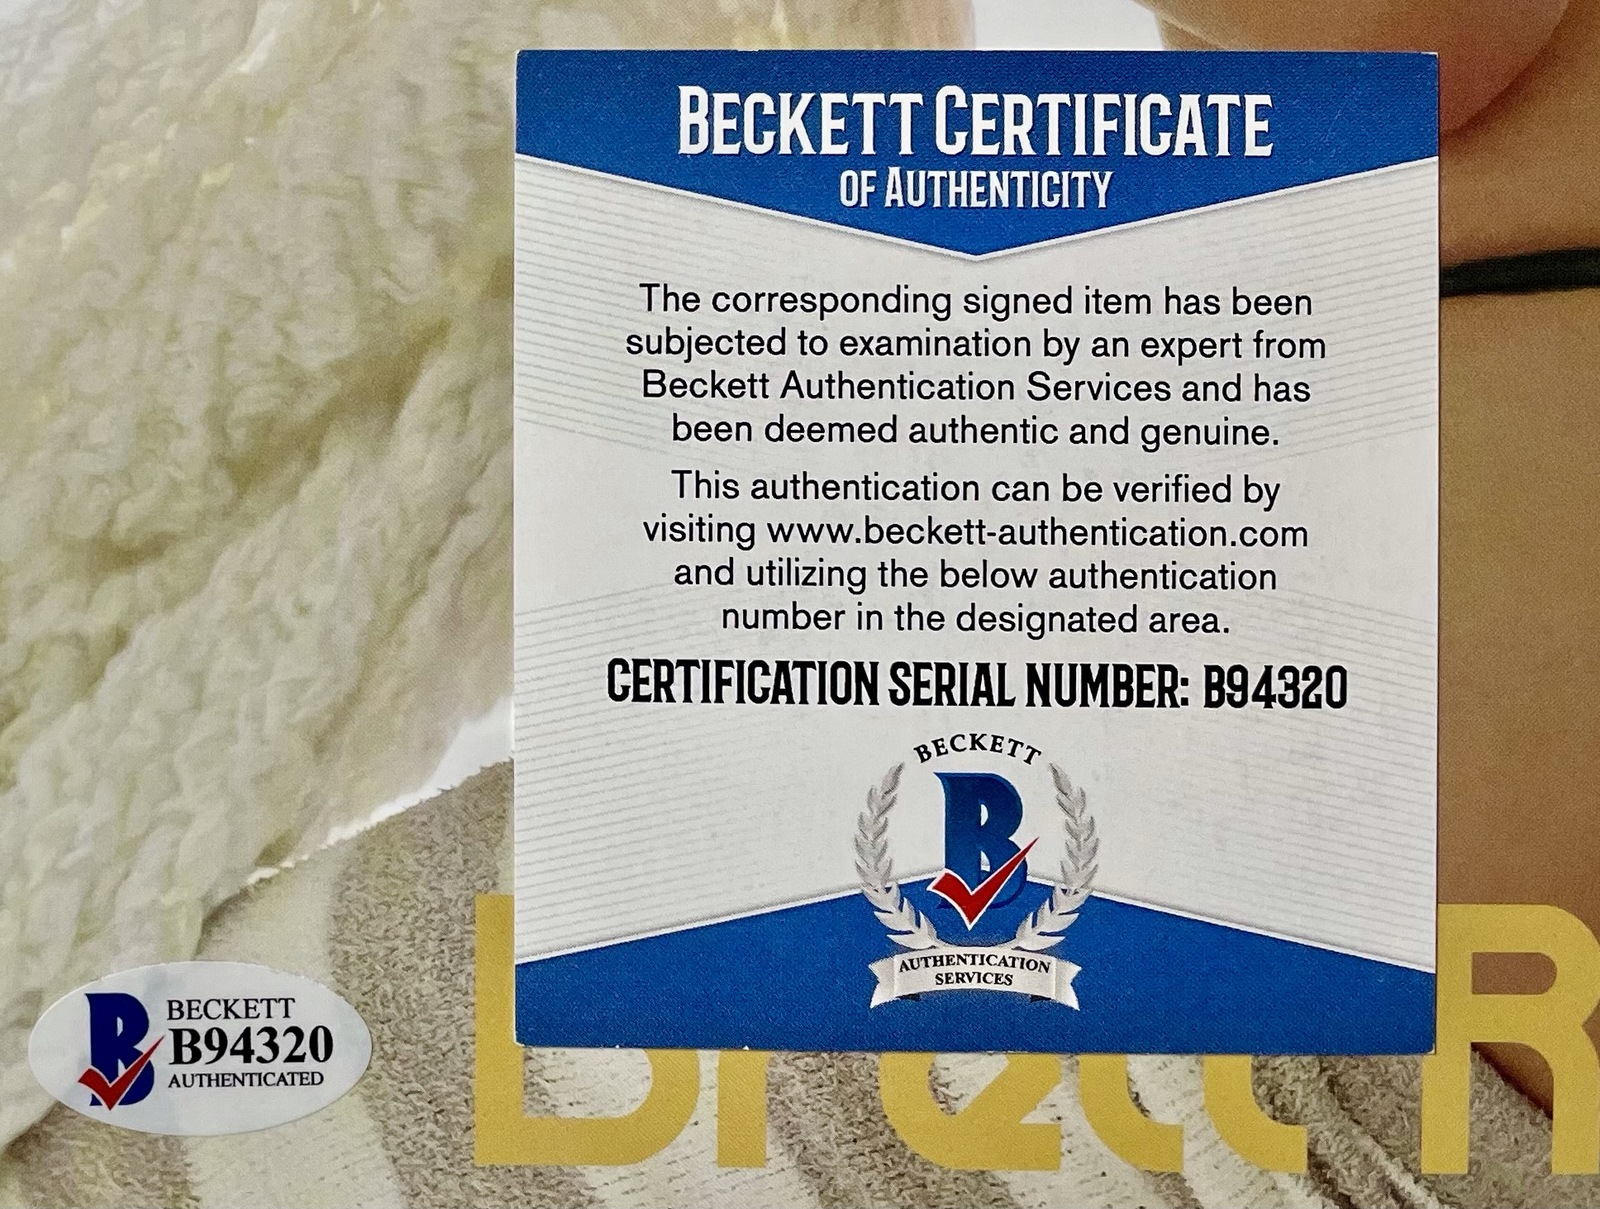 BECKETT CERTIFICATE
OF AUTHENTICITY
The corresponding signed item has been
subjected to examination by an expert from
Beckett Authentication Services and has
been deemed authentic and genuine.
This authentication can be verified by
visiting www.beckett-authentication.com
and utilizing the below authentication
number in the designated area.
CERTIFICATION SERIAL NUMBER: B94320
BECKETT
B
AUTHENTICATION
SERVICES
B
BECKETT
B94320
AUTHENTICATED